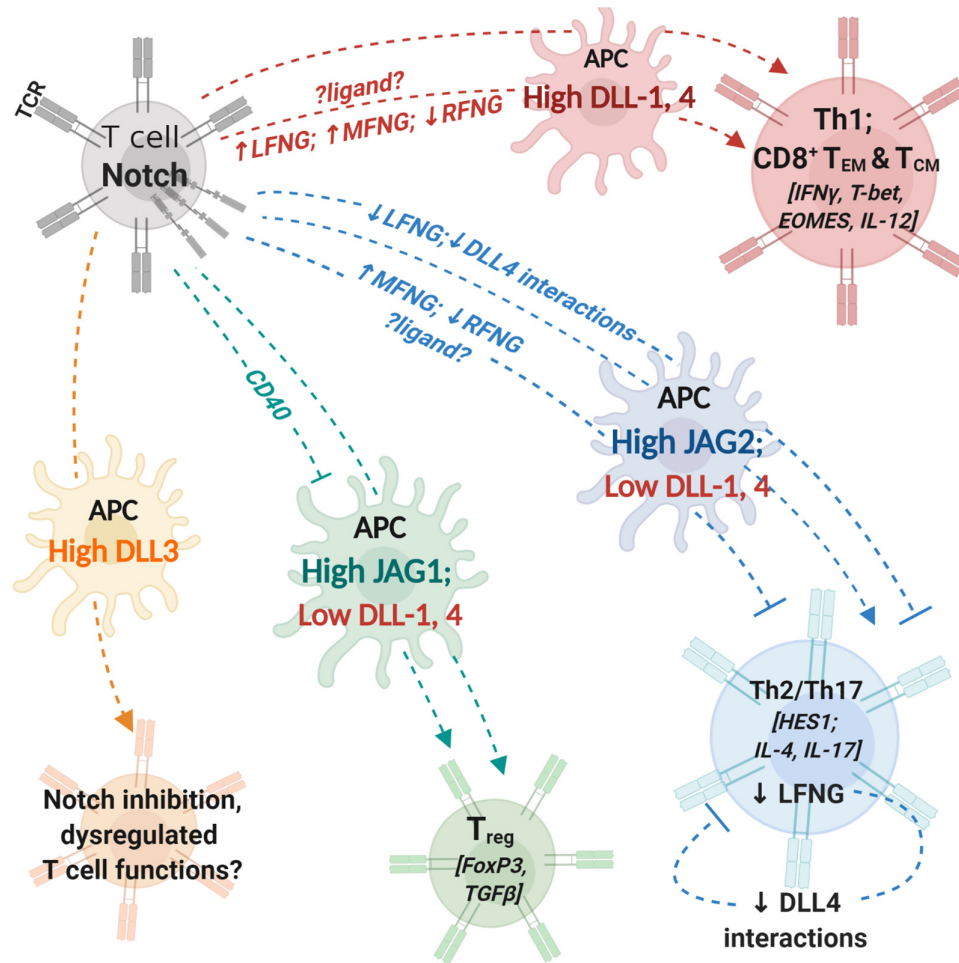 TCR
T cell
Notch
?ligand?
↑LFNG; ↑MFNG; ↓RFNG
APC
High DLL-1, 4
Th1;
CD8⁺ T_EM & T_CM
[IFNγ, T-bet,
EOMES, IL-12]
↓LFNG;↓DLL4 interactions
↑MFNG; ↓RFNG
?ligand?
CD40
APC
High DLL3
APC
High JAG1;
Low DLL-1, 4
APC
High JAG2;
Low DLL-1, 4
Notch inhibition,
dysregulated
T cell functions?
T_reg
[FoxP3,
TGFβ]
Th2/Th17
[HES1;
IL-4, IL-17]
↓ LFNG
↓ DLL4
interactions